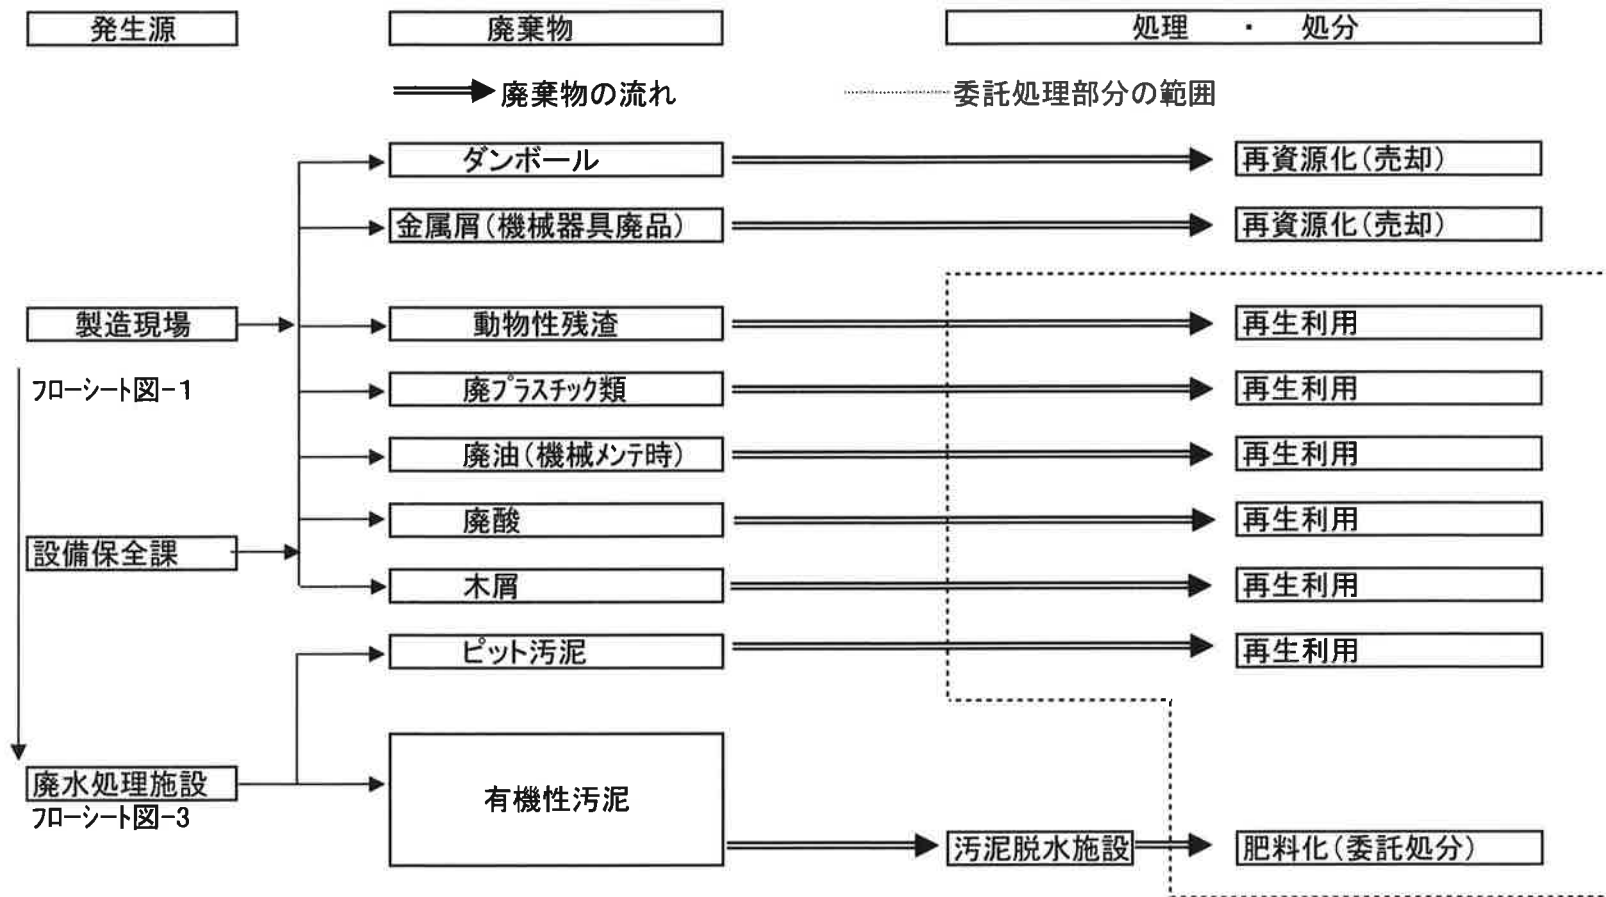 発生源 廃棄物 処理 ・ 処分
廃棄物の流れ 委託処理部分の範囲
ダンボール 再資源化(売却)
金属屑(機械器具廃品) 再資源化(売却)
製造現場 動物性残渣 再生利用
フローシート図-1 廃プラスチック類 再生利用
廃油(機械メンテ時) 再生利用
廃酸 再生利用
設備保全課
木屑 再生利用
ピット汚泥 再生利用
廃水処理施設 有機性汚泥
フローシート図-3
汚泥脱水施設 肥料化(委託処分)